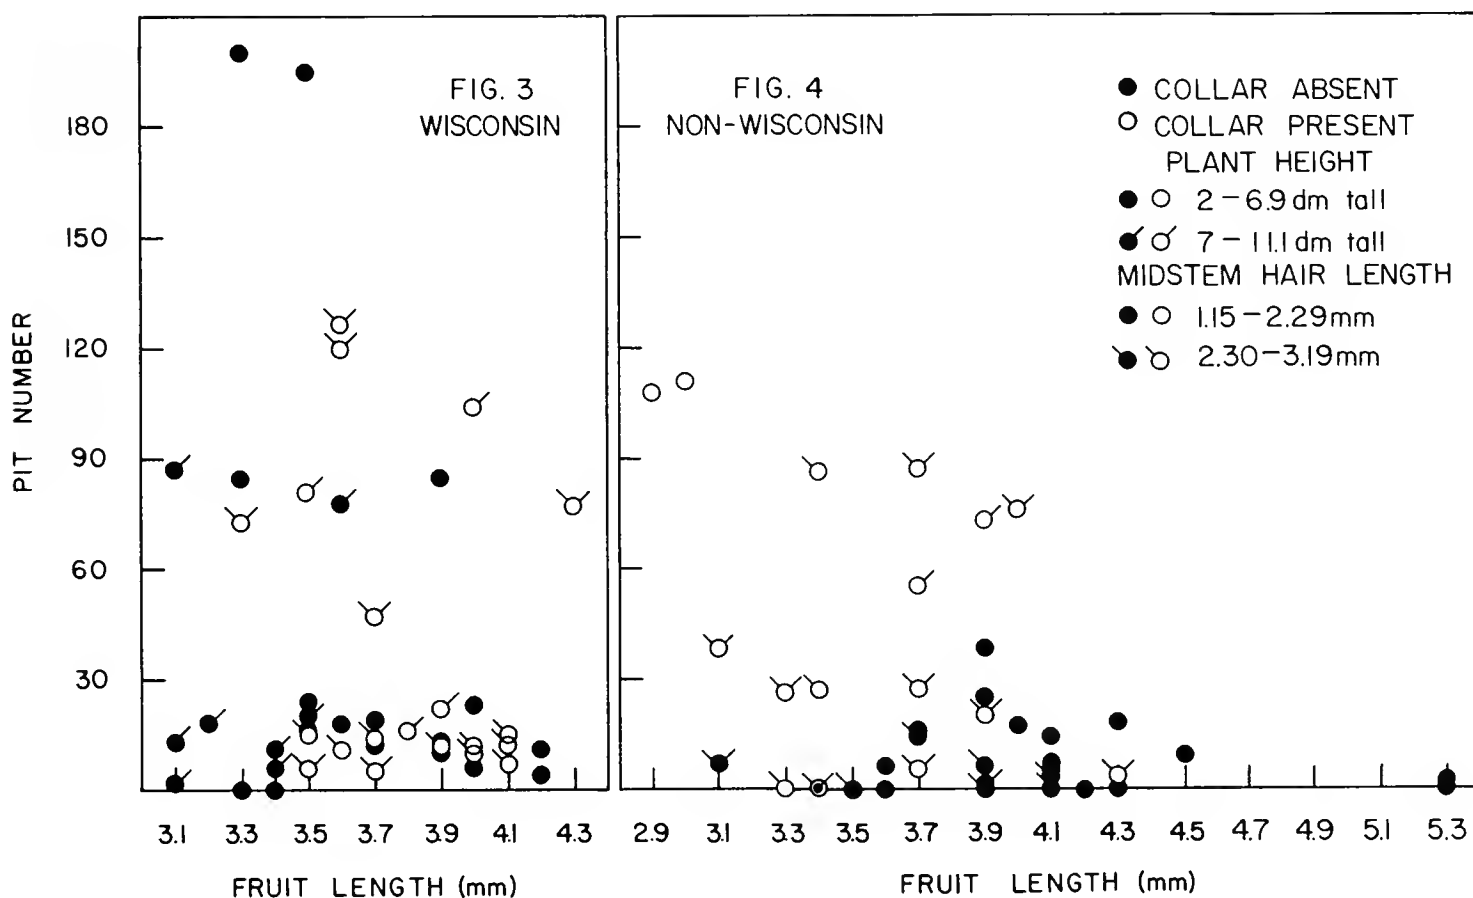 FIG. 3
WISCONSIN
FIG. 4
NON-WISCONSIN
COLLAR ABSENT
COLLAR PRESENT
PLANT HEIGHT
2-6.9 dm tall
7-11.1 dm tall
MIDSTEM HAIR LENGTH
1.15-2.29mm
2.30-3.19mm
PIT NUMBER
180
150
120
90
60
30
3.1 3.3 3.5 3.7 3.9 4.1 4.3
2.9 3.1 3.3 3.5 3.7 3.9 4.1 4.3 4.5 4.7 4.9 5.1 5.3
FRUIT LENGTH (mm)
FRUIT LENGTH (mm)